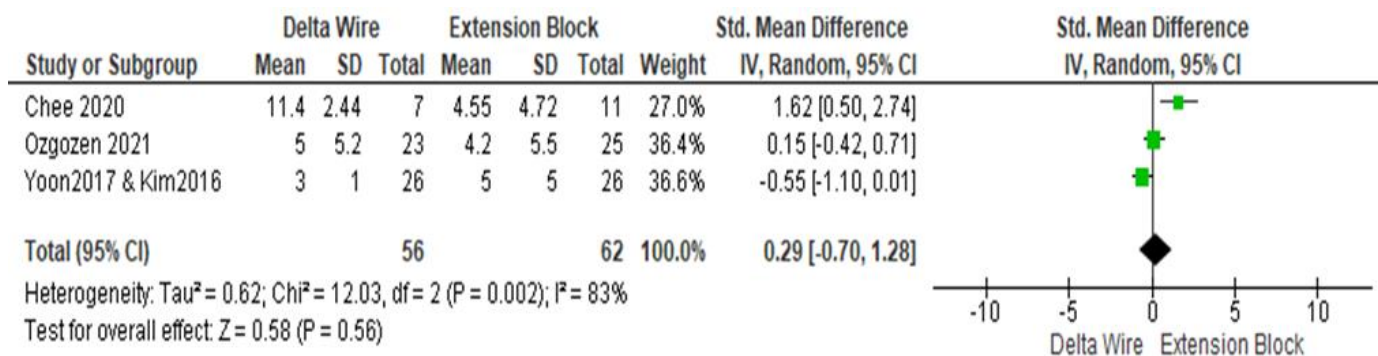 Delta Wire Extension Block Std. Mean Difference Std. Mean Difference
Study or Subgroup Mean SD Total Mean SD Total Weight IV, Random, 95% CI IV, Random, 95% CI
Chee 2020 11.4 2.44 7 4.55 4.72 11 27.0% 1.62 [0.50, 2.74]
Ozgozen 2021 5 5.2 23 4.2 5.5 25 36.4% 0.15 [-0.42, 0.71]
Yoon2017 & Kim2016 3 1 26 5 5 26 36.6% -0.55 [-1.10, 0.01]
Total (95% CI) 56 62 100.0% 0.29 [-0.70, 1.28]
Heterogeneity: Tau² = 0.62; Chi² = 12.03, df = 2 (P = 0.002); I² = 83%
Test for overall effect: Z = 0.58 (P = 0.56)
-10 -5 0 5 10
Delta Wire Extension Block